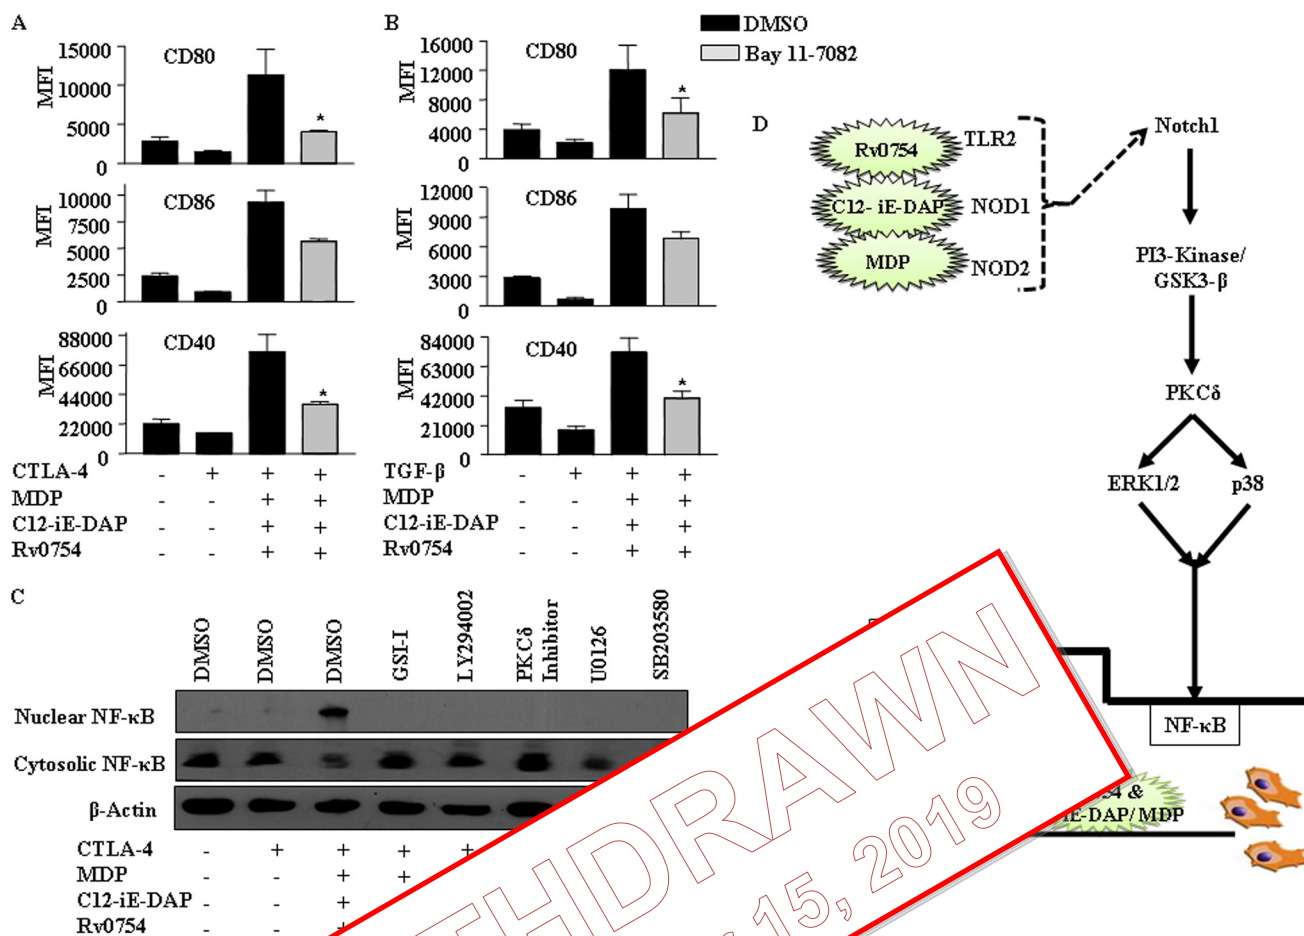 A
15000
10000
5000
0
MFI
CD80
*
10000
7500
5000
2500
0
MFI
CD86
88000
66000
44000
22000
0
MFI
CD40
*
CTLA-4 - + + +
MDP - - + +
C12-iE-DAP - - + +
Rv0754 - - + +
B
16000
12000
8000
4000
0
MFI
CD80
*
12000
9000
6000
3000
0
MFI
CD86
84000
63000
42000
21000
0
MFI
CD40
*
TGF-β - + + +
MDP - - + +
C12-iE-DAP - - + +
Rv0754 - - + +
DMSO
Bay 11-7082
C
DMSO
DMSO
DMSO
GSI-I
LY294002
PKCδ
Inhibitor
U0126
SB203580
Nuclear NF-κB
Cytosolic NF-κB
β-Actin
CTLA-4 - + + + +
MDP - - + +
C12-iE-DAP - - +
Rv0754 - - +
D
Rv0754
TLR2
C12- iE-DAP
NOD1
MDP
NOD2
Notch1
PI3-Kinase/
GSK3-β
PKCδ
ERK1/2 p38
NF-κB
&
iE-DAP/ MDP
THDRAWN
15, 2019